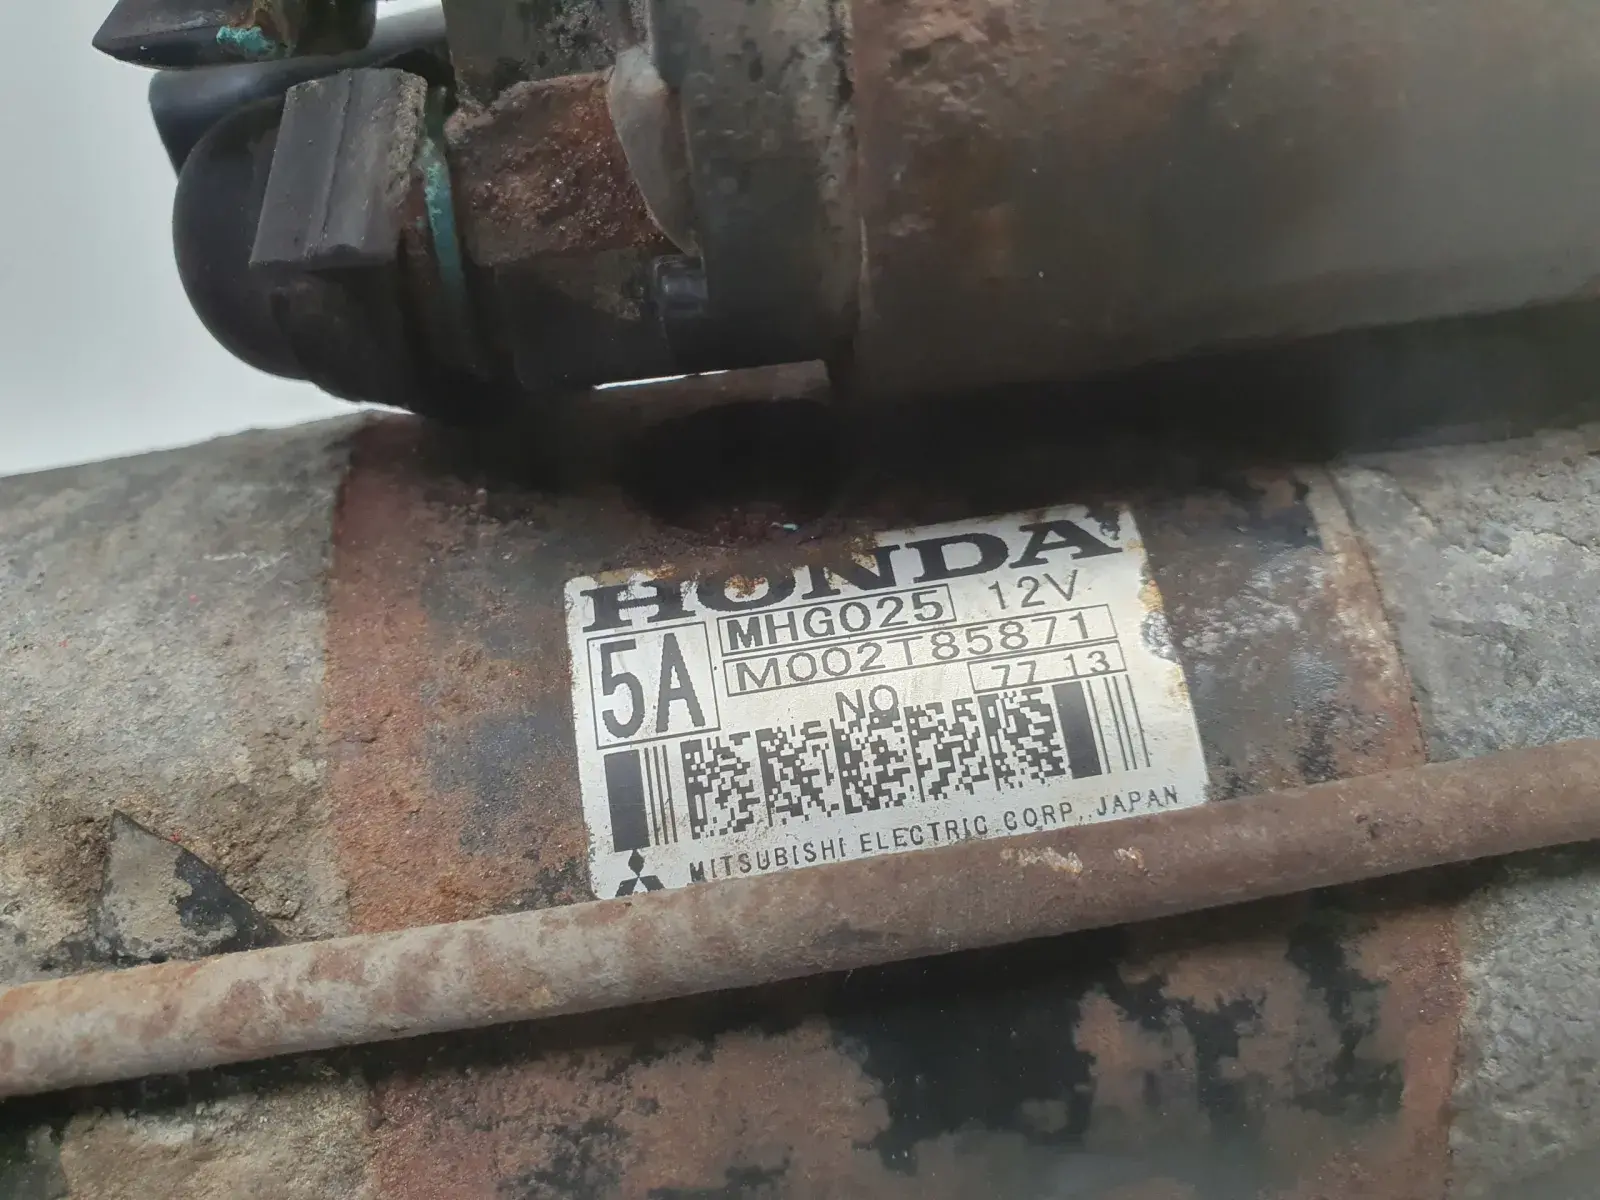 HONDA
MHG025 12V
5A
M002T85871
NO 77 13
MITSUBISHI ELECTRIC CORP. JAPAN